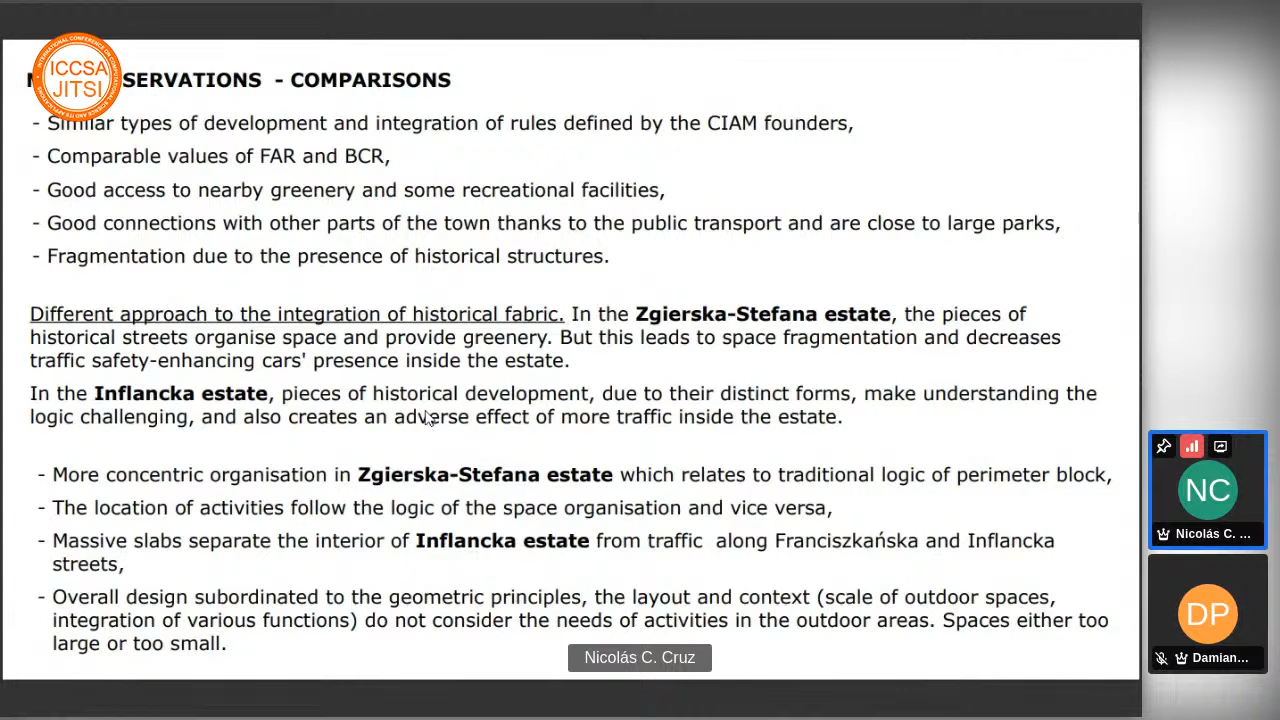 ICCSA
JITSI
SERVATIONS - COMPARISONS
- Similar types of development and integration of rules defined by the CIAM founders,
- Comparable values of FAR and BCR,
- Good access to nearby greenery and some recreational facilities,
- Good connections with other parts of the town thanks to the public transport and are close to large parks,
- Fragmentation due to the presence of historical structures.
Different approach to the integration of historical fabric. In the Zgierska-Stefana estate, the pieces of
historical streets organise space and provide greenery. But this leads to space fragmentation and decreases
traffic safety-enhancing cars' presence inside the estate.
In the Inflancka estate, pieces of historical development, due to their distinct forms, make understanding the
logic challenging, and also creates an adverse effect of more traffic inside the estate.
- More concentric organisation in Zgierska-Stefana estate which relates to traditional logic of perimeter block,
- The location of activities follow the logic of the space organisation and vice versa,
- Massive slabs separate the interior of Inflancka estate from traffic along Franciszkańska and Inflancka
streets,
- Overall design subordinated to the geometric principles, the layout and context (scale of outdoor spaces,
integration of various functions) do not consider the needs of activities in the outdoor areas. Spaces either too
large or too small.
Nicolás C. Cruz
NC
Nicolás C. ...
DP
Damian...